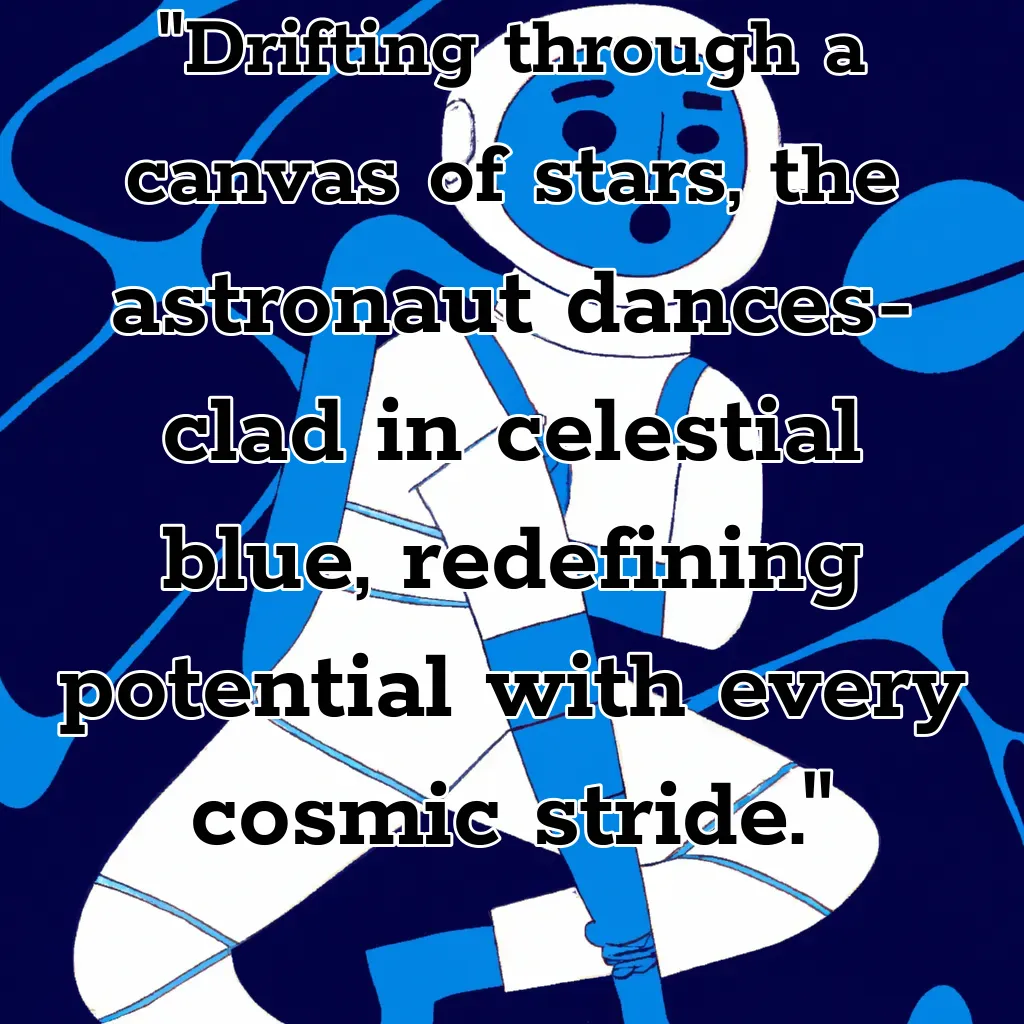 "Drifting through a
canvas of stars, the
astronaut dances-
clad in celestial
blue, redefining
potential with every
cosmic stride."